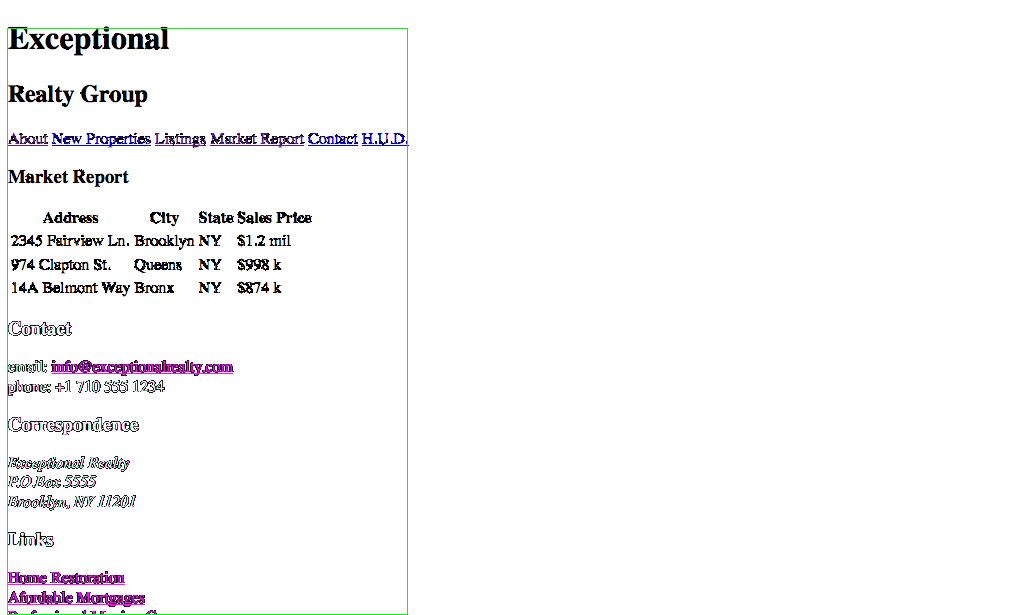 Exceptional
Realty Group
About New Properties Listings Market Report Contact H.U.D.
Market Report
Address City State Sales Price
2345 Fairview Ln. Brooklyn NY $1.2 mil
974 Clapton St. Queens NY $998 k
14A Belmont Way Bronx NY $874 k
Contact
email: info@exceptionalrealty.com
phone: +1 710 555 1234
Correspondence
Exceptional Realty
P.O.Box 5555
Brooklyn, NY 11201
Links
Home Restoration
Afordable Mortgages